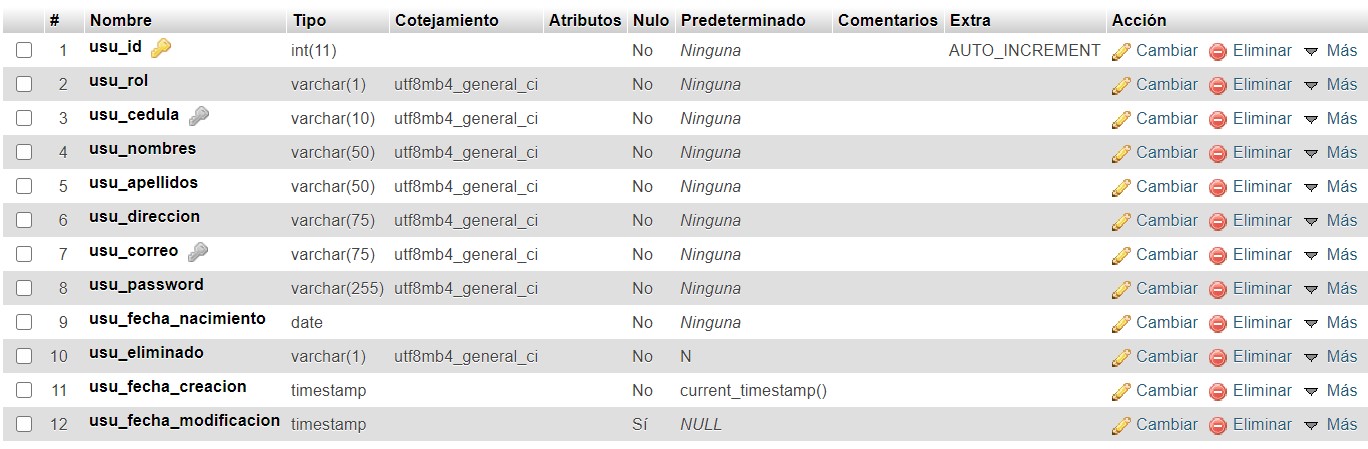 # Nombre Tipo Cotejamiento Atributos Nulo Predeterminado Comentarios Extra Acción
1 usu_id int(11) No Ninguna AUTO_INCREMENT Cambiar Eliminar Más
2 usu_rol varchar(1) utf8mb4_general_ci No Ninguna Cambiar Eliminar Más
3 usu_cedula varchar(10) utf8mb4_general_ci No Ninguna Cambiar Eliminar Más
4 usu_nombres varchar(50) utf8mb4_general_ci No Ninguna Cambiar Eliminar Más
5 usu_apellidos varchar(50) utf8mb4_general_ci No Ninguna Cambiar Eliminar Más
6 usu_direccion varchar(75) utf8mb4_general_ci No Ninguna Cambiar Eliminar Más
7 usu_correo varchar(75) utf8mb4_general_ci No Ninguna Cambiar Eliminar Más
8 usu_password varchar(255) utf8mb4_general_ci No Ninguna Cambiar Eliminar Más
9 usu_fecha_nacimiento date No Ninguna Cambiar Eliminar Más
10 usu_eliminado varchar(1) utf8mb4_general_ci No N Cambiar Eliminar Más
11 usu_fecha_creacion timestamp No current_timestamp() Cambiar Eliminar Más
12 usu_fecha_modificacion timestamp Sí NULL Cambiar Eliminar Más